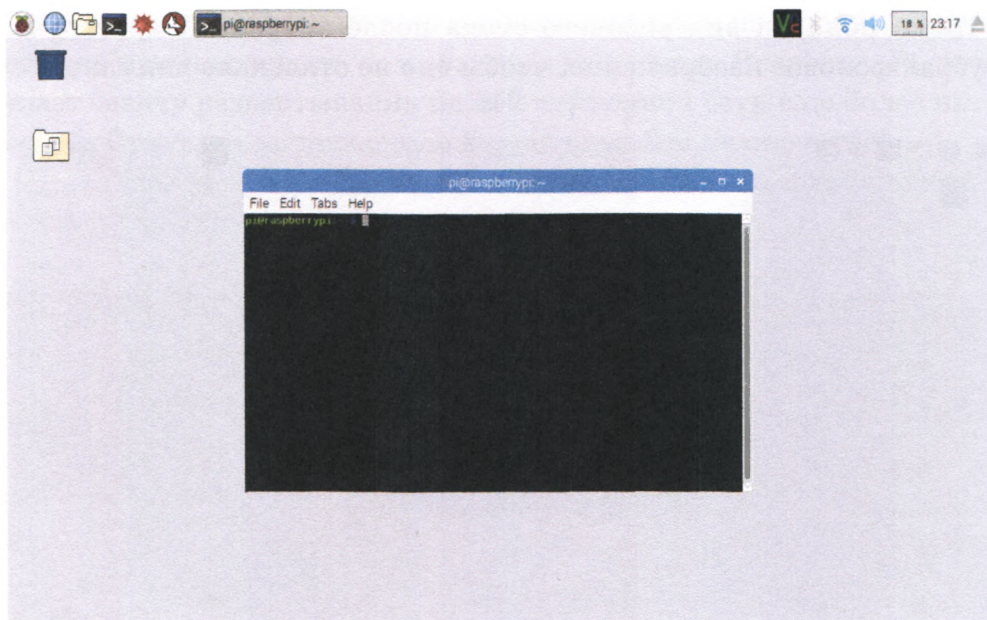 pi@raspberrypi: ~
18 %
23:17
pi@raspberrypi: ~
File Edit Tabs Help
pi@raspberrypi: